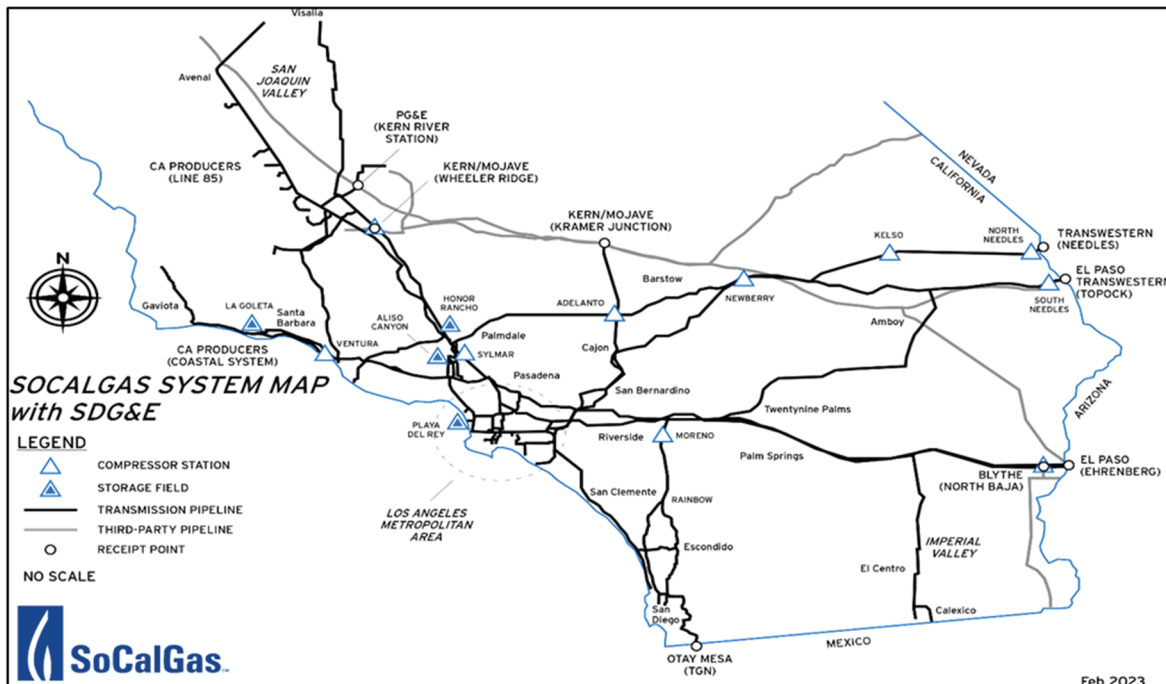 Visalia
Avenal
SAN
JOAQUIN
VALLEY
PG&E
(KERN RIVER
STATION)
CA PRODUCERS
(LINE 85)
KERN/MOJAVE
(WHEELER RIDGE)
NEVADA
CALIFORNIA
KERN/MOJAVE
(KRAMER JUNCTION)
KELSO
NORTH
NEEDLES
TRANSWESTERN
(NEEDLES)
N
EL PASO
TRANSWESTERN
(TOPOCK)
Barstow
NEWBERRY
SOUTH
NEEDLES
Gaviota
LA GOLETA
Santa
Barbara
HONOR
RANCHO
ADELANTO
ALISO
CANYON
Palmdale
Amboy
CA PRODUCERS
(COASTAL SYSTEM)
VENTURA
SYLMAR
Cajon
Pasadena
San Bernardino
SOCALGAS SYSTEM MAP
with SDG&E
ARIZONA
Twentynine Palms
PLAYA
DEL REY
Riverside
MORENO
Palm Springs
BLYTHE
(NORTH BAJA)
EL PASO
(EHRENBERG)
LEGEND
COMPRESSOR STATION
STORAGE FIELD
TRANSMISSION PIPELINE
THIRD-PARTY PIPELINE
RECEIPT POINT
NO SCALE
LOS ANGELES
METROPOLITAN
AREA
San Clemente
RAINBOW
Escondido
IMPERIAL
VALLEY
El Centro
San
Diego
Calexico
MEXICO
OTAY MESA
(TGN)
SoCalGas
Feb 2023